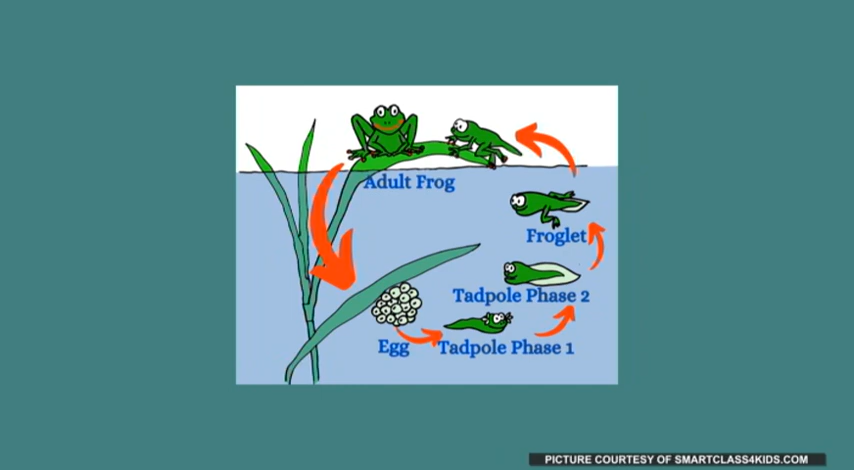 Adult Frog
Froglet
Tadpole Phase 2
Egg
Tadpole Phase 1
PICTURE COURTESY OF SMARTCLASS4KIDS.COM